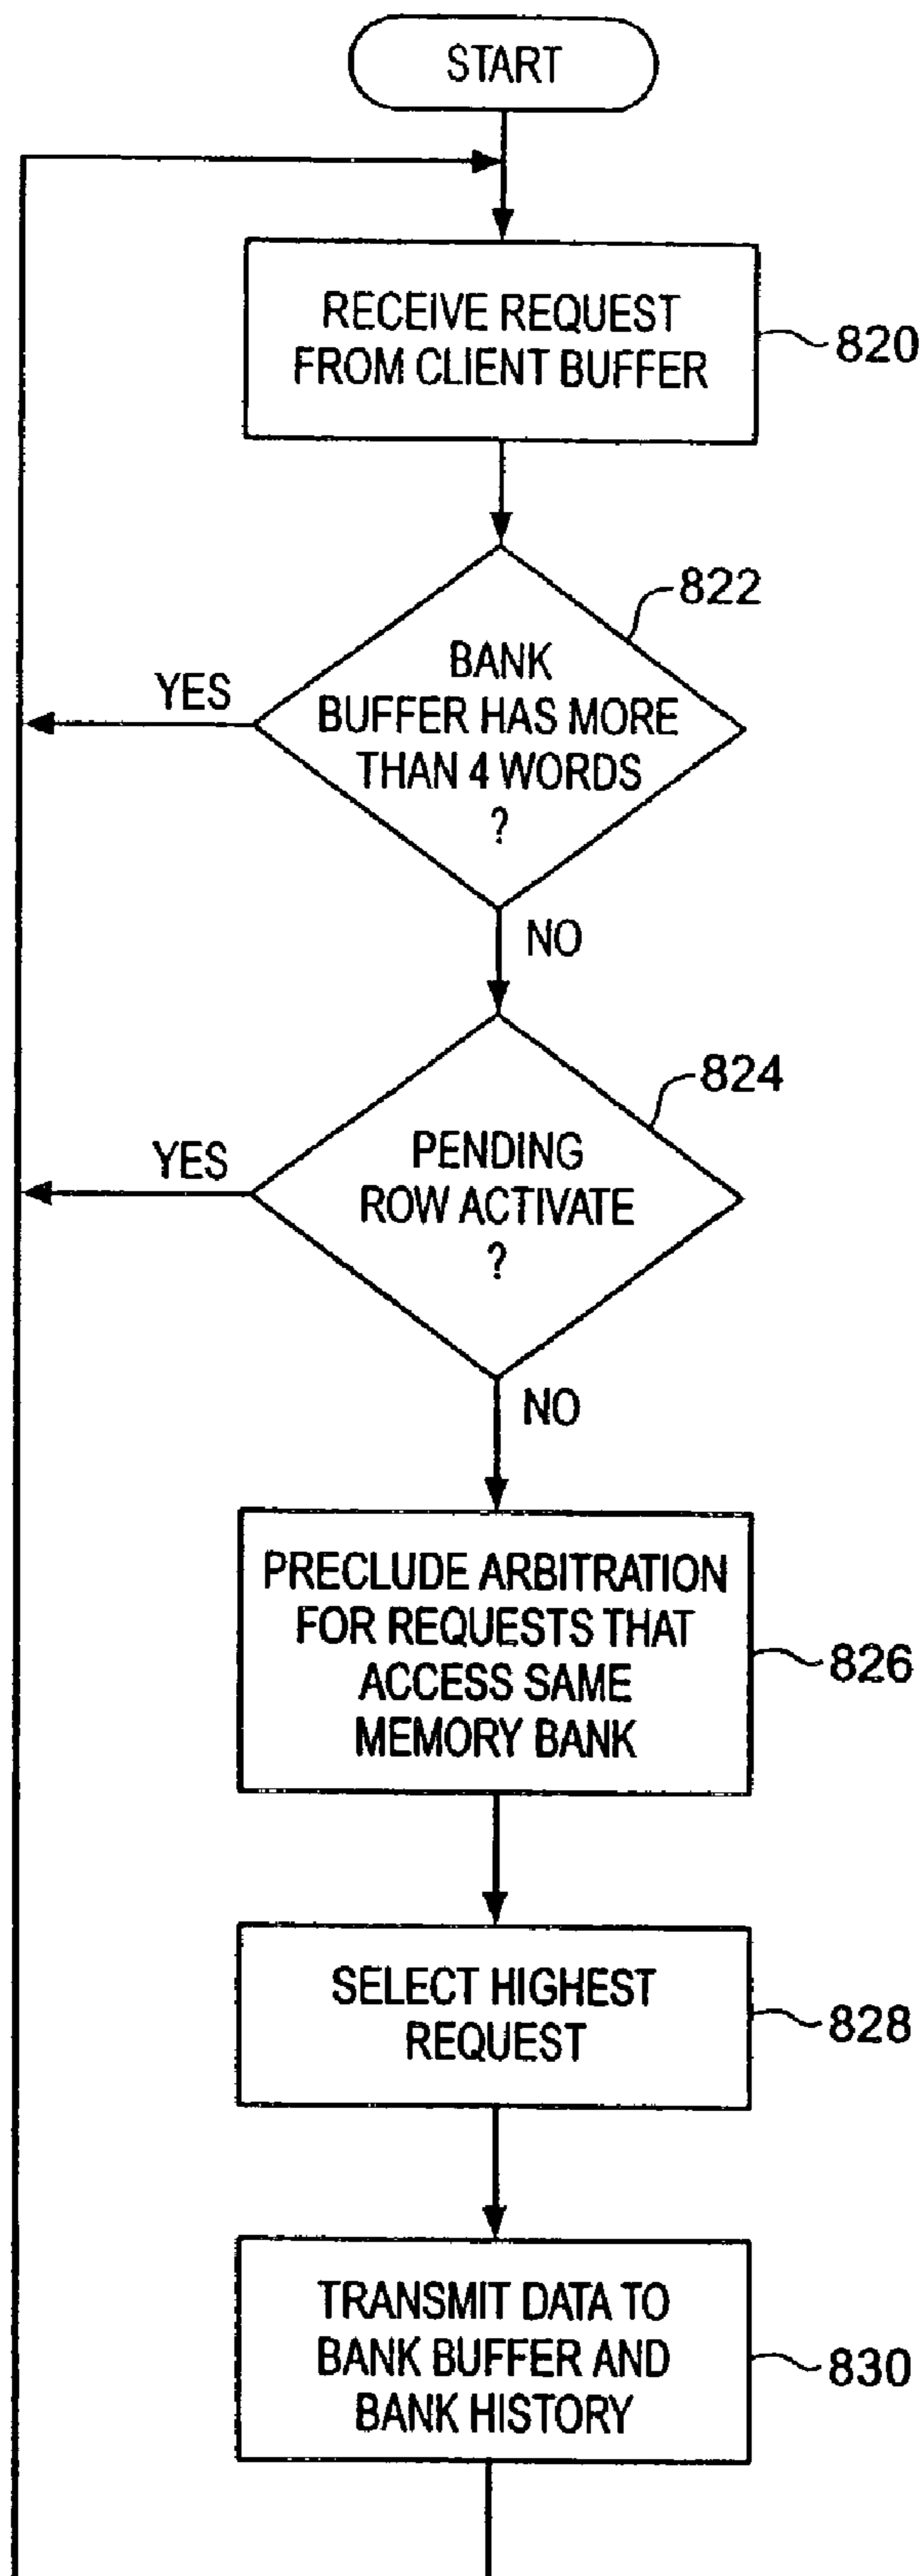 START
RECEIVE REQUEST
FROM CLIENT BUFFER
820
822
BANK
BUFFER HAS MORE
THAN 4 WORDS
?
YES
NO
824
PENDING
ROW ACTIVATE
?
YES
NO
PRECLUDE ARBITRATION
FOR REQUESTS THAT
ACCESS SAME
MEMORY BANK
826
SELECT HIGHEST
REQUEST
828
TRANSMIT DATA TO
BANK BUFFER AND
BANK HISTORY
830